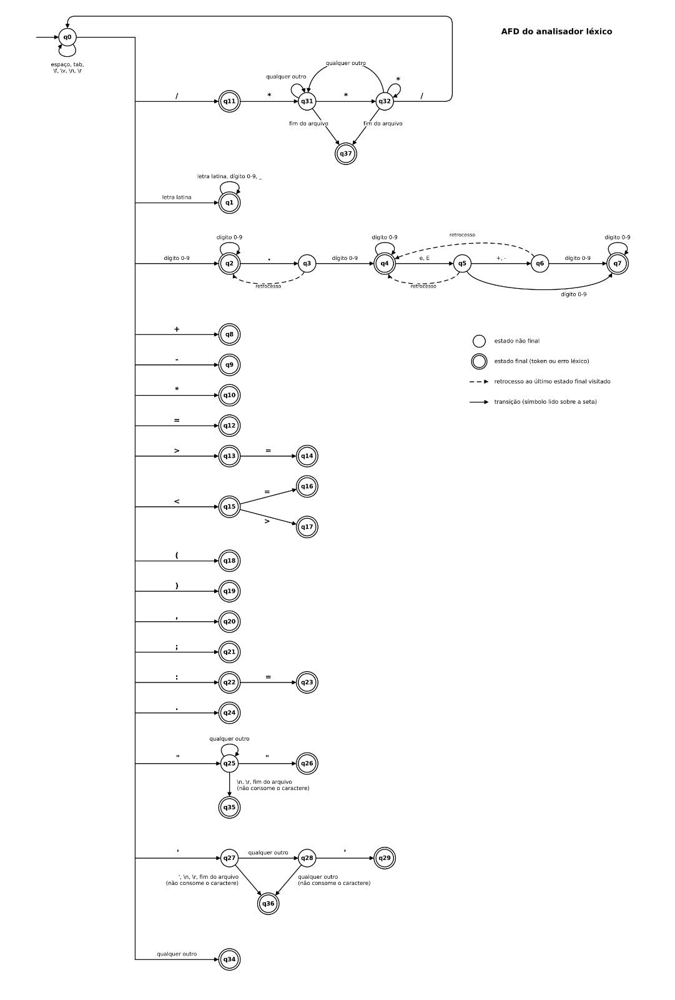 AFD do analisador léxico
q0
espaço, tab,
\f, \v, \n, \r
/
q11
*
qualquer outro
q31
*
qualquer outro
q32
*
/
fim do arquivo
fim do arquivo
q37
letra latina, dígito 0-9, _
letra latina
q1
dígito 0-9
dígito 0-9
q2
.
q3
retrocesso
dígito 0-9
dígito 0-9
q4
e, E
q5
retrocesso
retrocesso
+, -
q6
dígito 0-9
dígito 0-9
q7
dígito 0-9
+
q8
-
q9
*
q10
=
q12
>
q13
=
q14
<
q15
=
q16
>
q17
estado não final
estado final (token ou erro léxico)
retrocesso ao último estado final visitado
transição (símbolo lido sobre a seta)
(
q18
)
q19
,
q20
;
q21
:
q22
=
q23
.
q24
qualquer outro
"
q25
"
q26
\n, \r, fim do arquivo
(não consome o caractere)
q35
'
q27
qualquer outro
q28
'
q29
', \n, \r, fim do arquivo
(não consome o caractere)
qualquer outro
(não consome o caractere)
q36
qualquer outro
q34